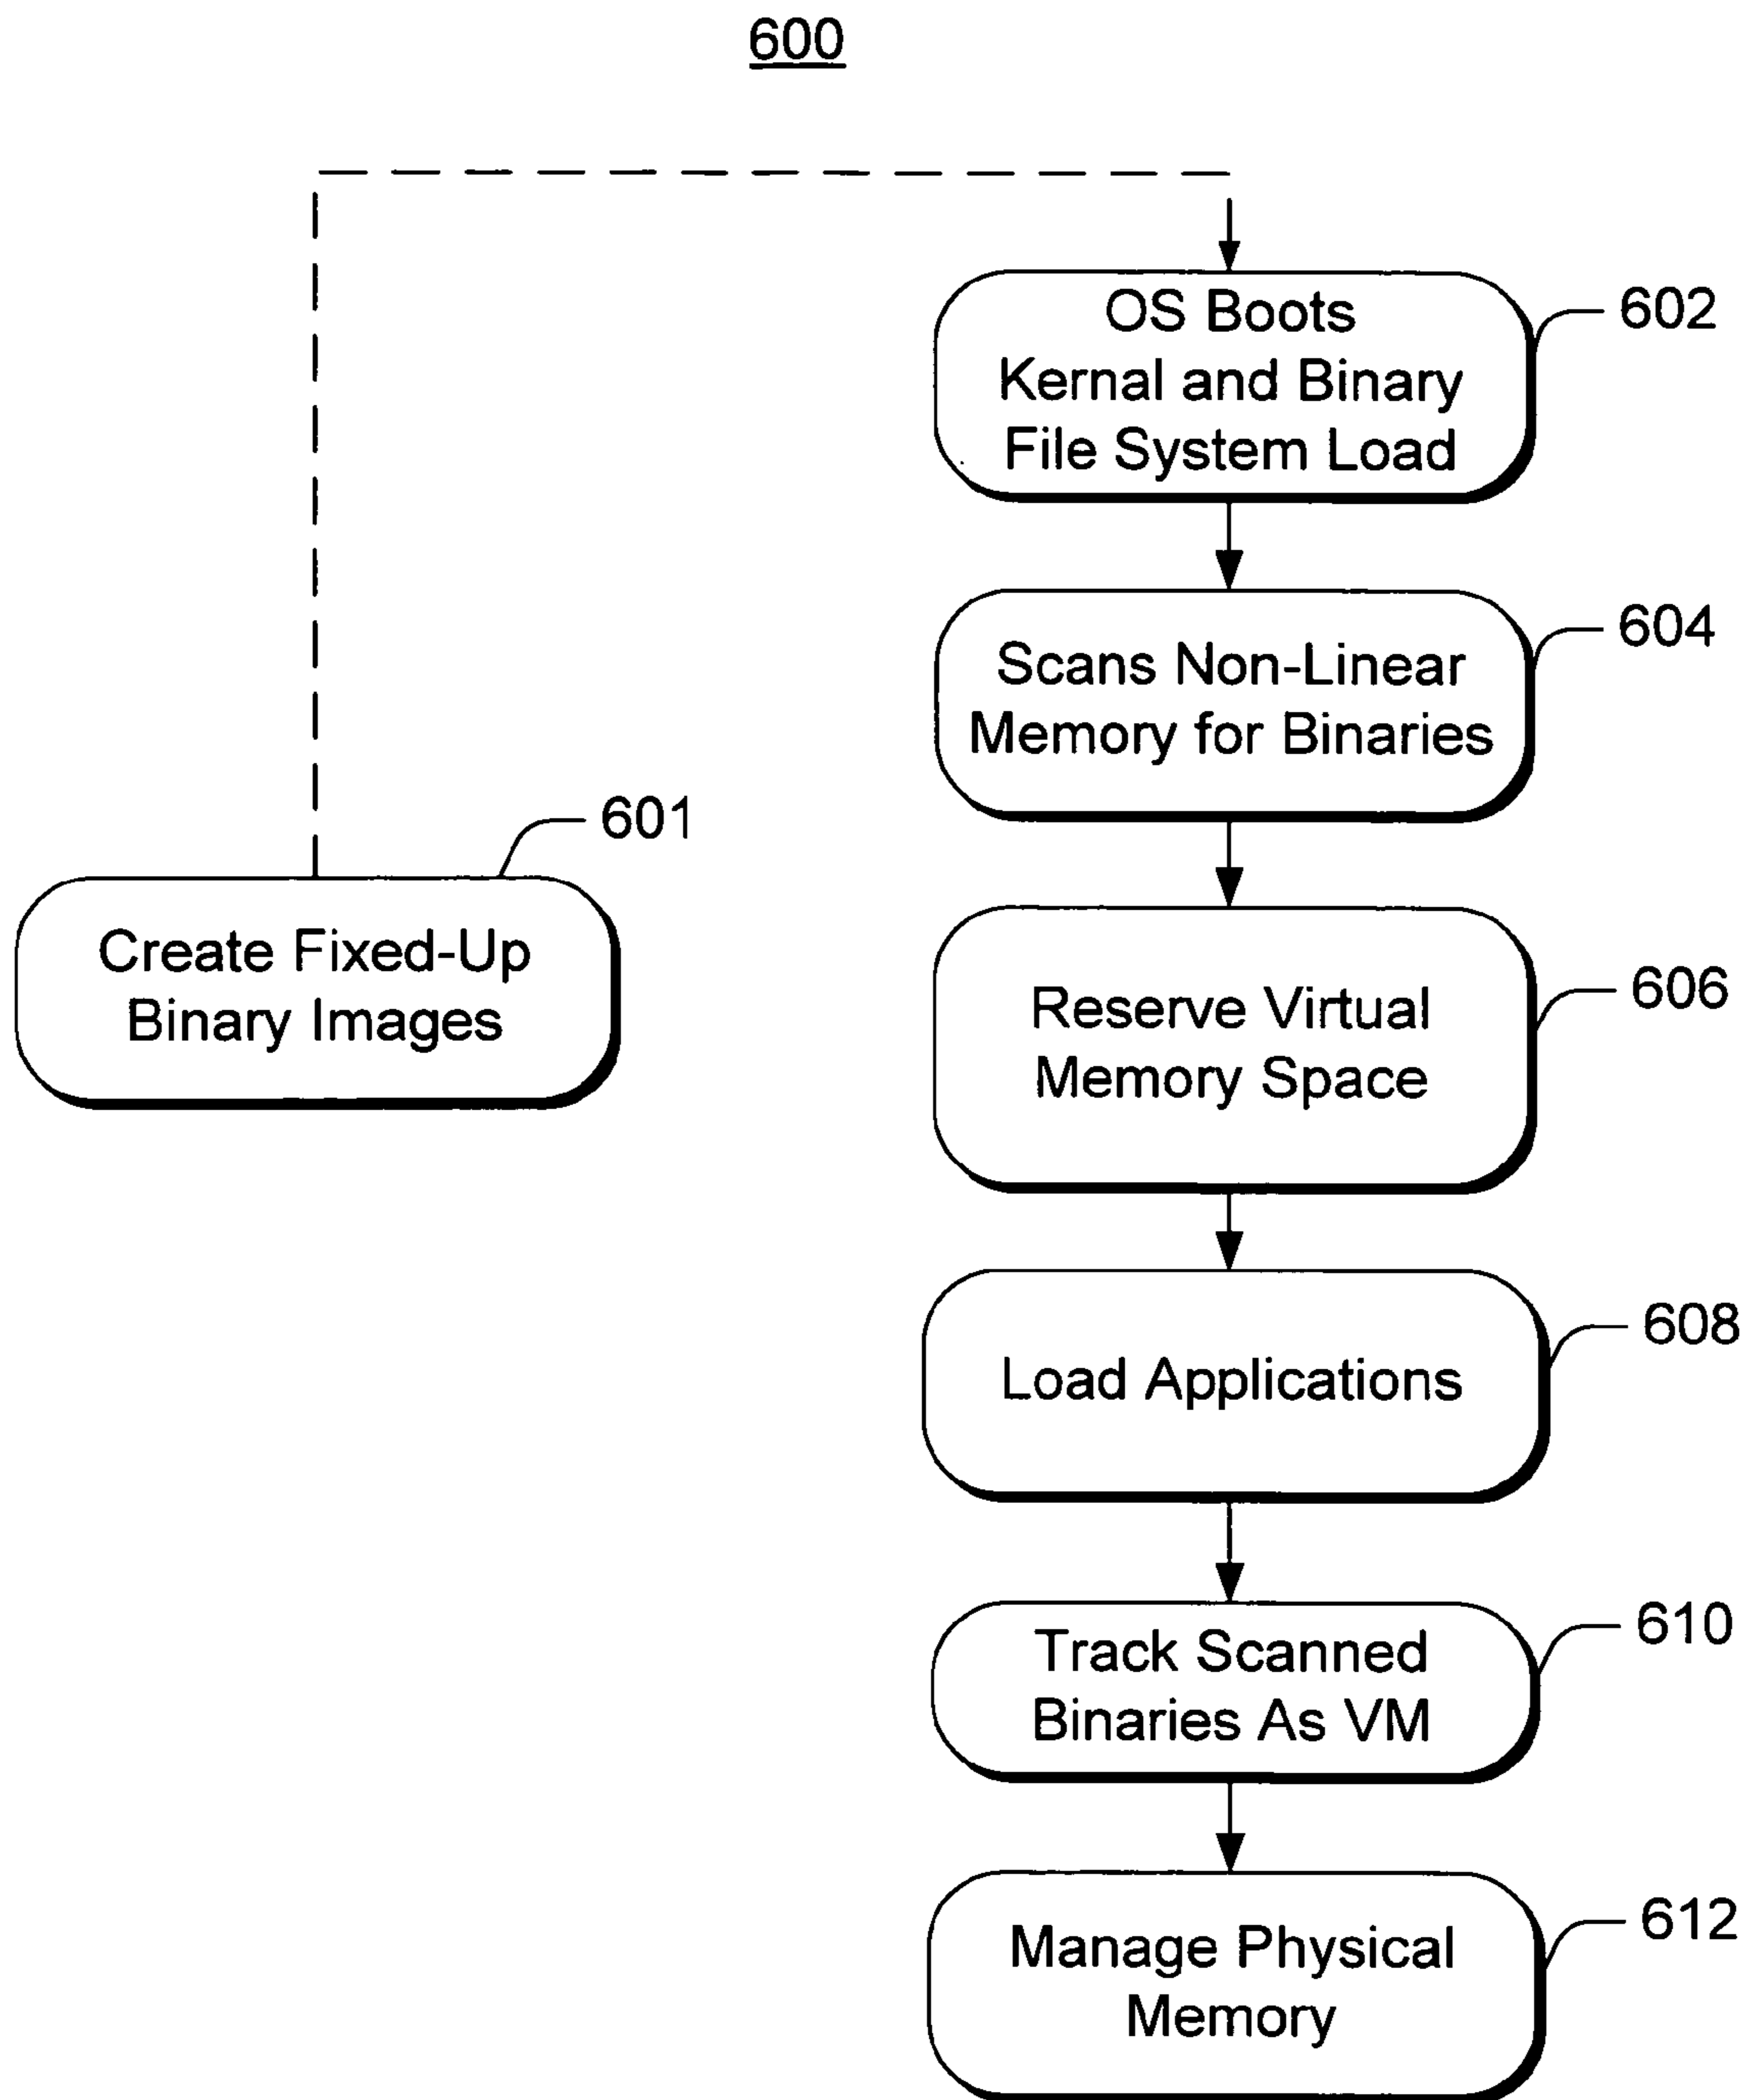 600
OS Boots
Kernal and Binary
File System Load
602
Scans Non-Linear
Memory for Binaries
604
601
Create Fixed-Up
Binary Images
Reserve Virtual
Memory Space
606
Load Applications
608
Track Scanned
Binaries As VM
610
Manage Physical
Memory
612